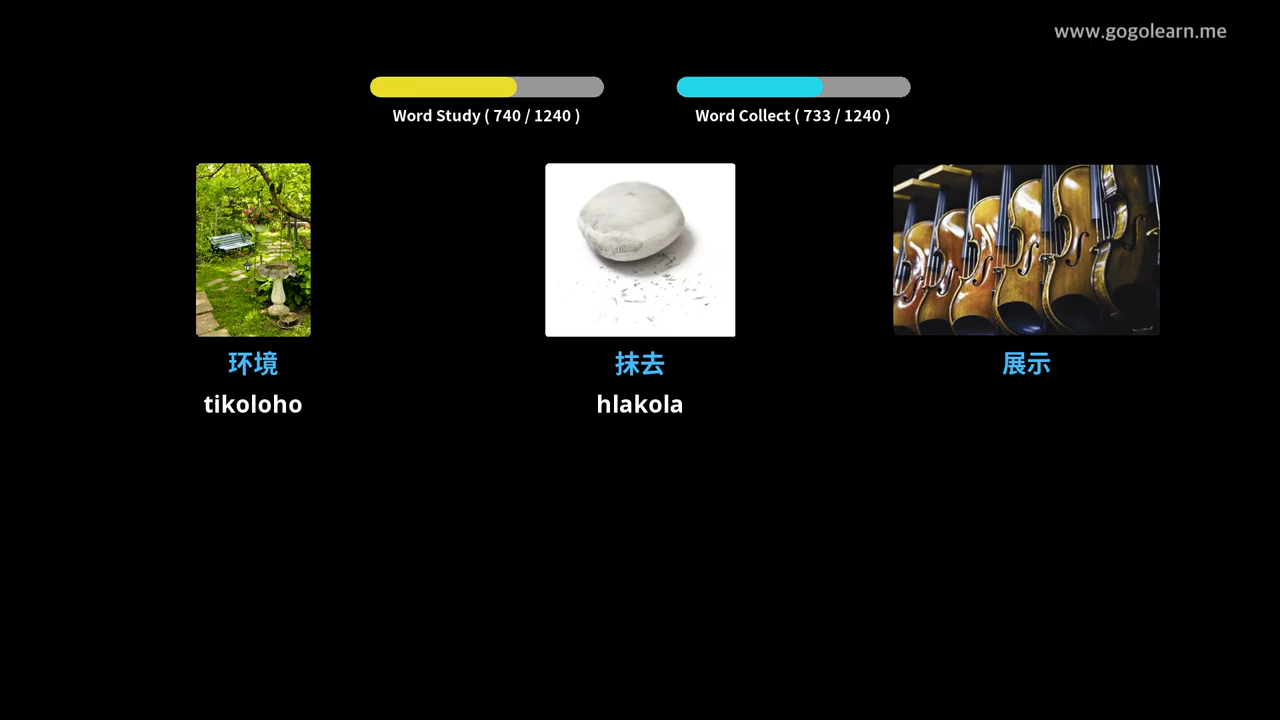 www.gogolearn.me
Word Study ( 740 / 1240 )
Word Collect ( 733 / 1240 )
环境
抹去
展示
tikoloho
hlakola